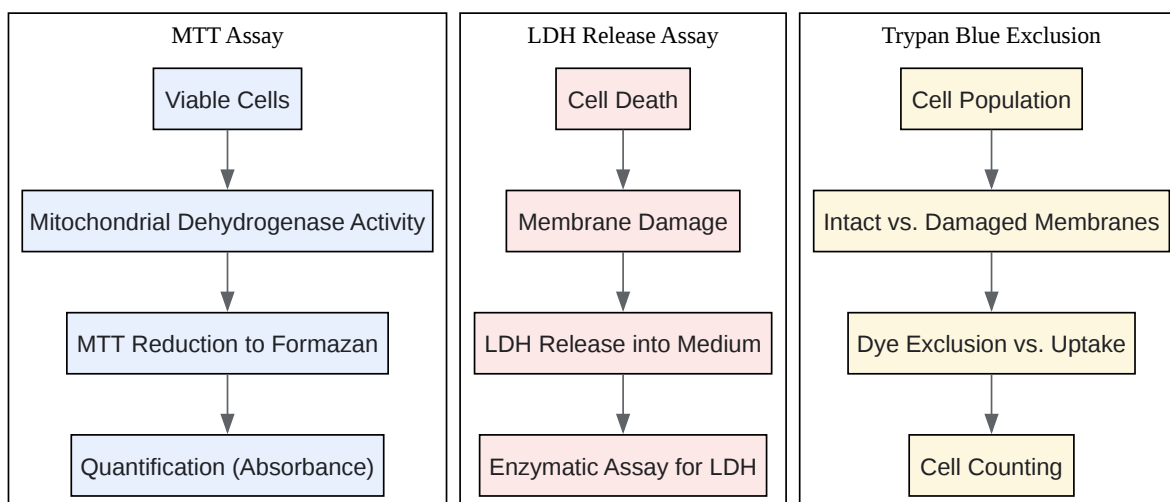 MTT Assay
Viable Cells
Mitochondrial Dehydrogenase Activity
MTT Reduction to Formazan
Quantification (Absorbance)
LDH Release Assay
Cell Death
Membrane Damage
LDH Release into Medium
Enzymatic Assay for LDH
Trypan Blue Exclusion
Cell Population
Intact vs. Damaged Membranes
Dye Exclusion vs. Uptake
Cell Counting